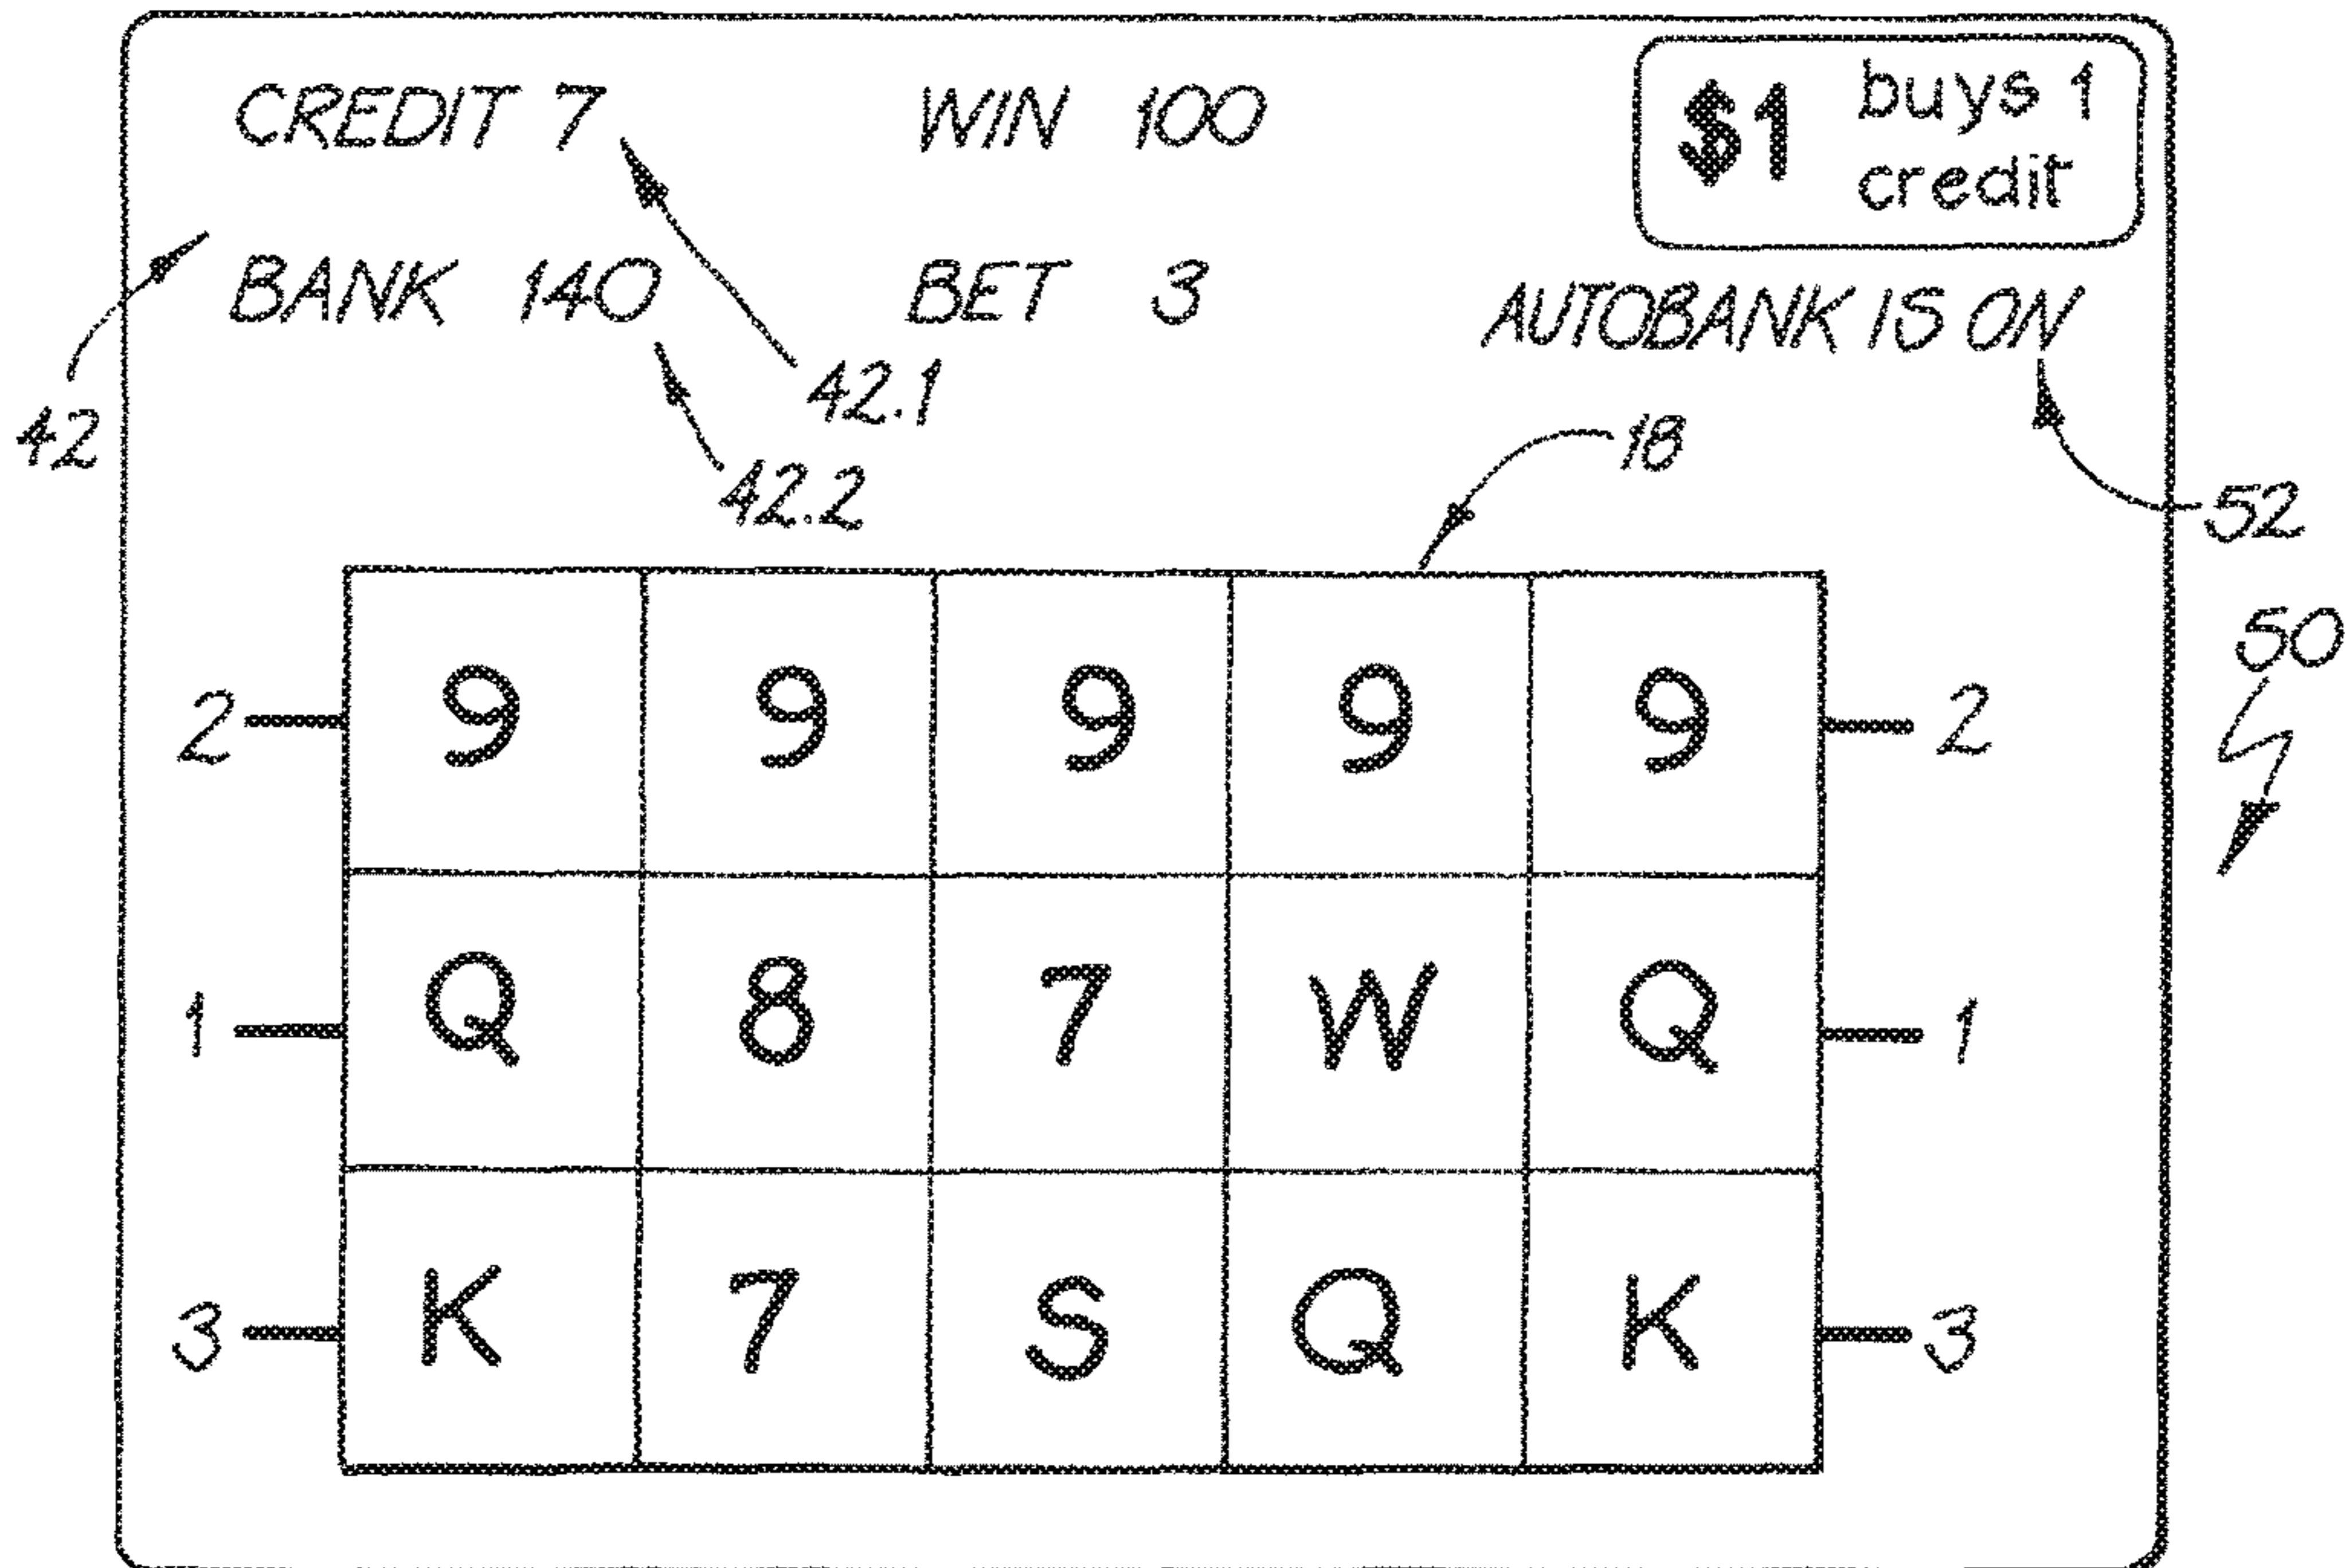 CREDIT 7 WIN 100 $1 buys 1
credit
BANK 140 BET 3 AUTOBANK IS ON
42 42.1 18
42.2 52
50
2 9 9 9 9 9 2
1 Q 8 7 W Q 1
3 K 7 S Q K 3